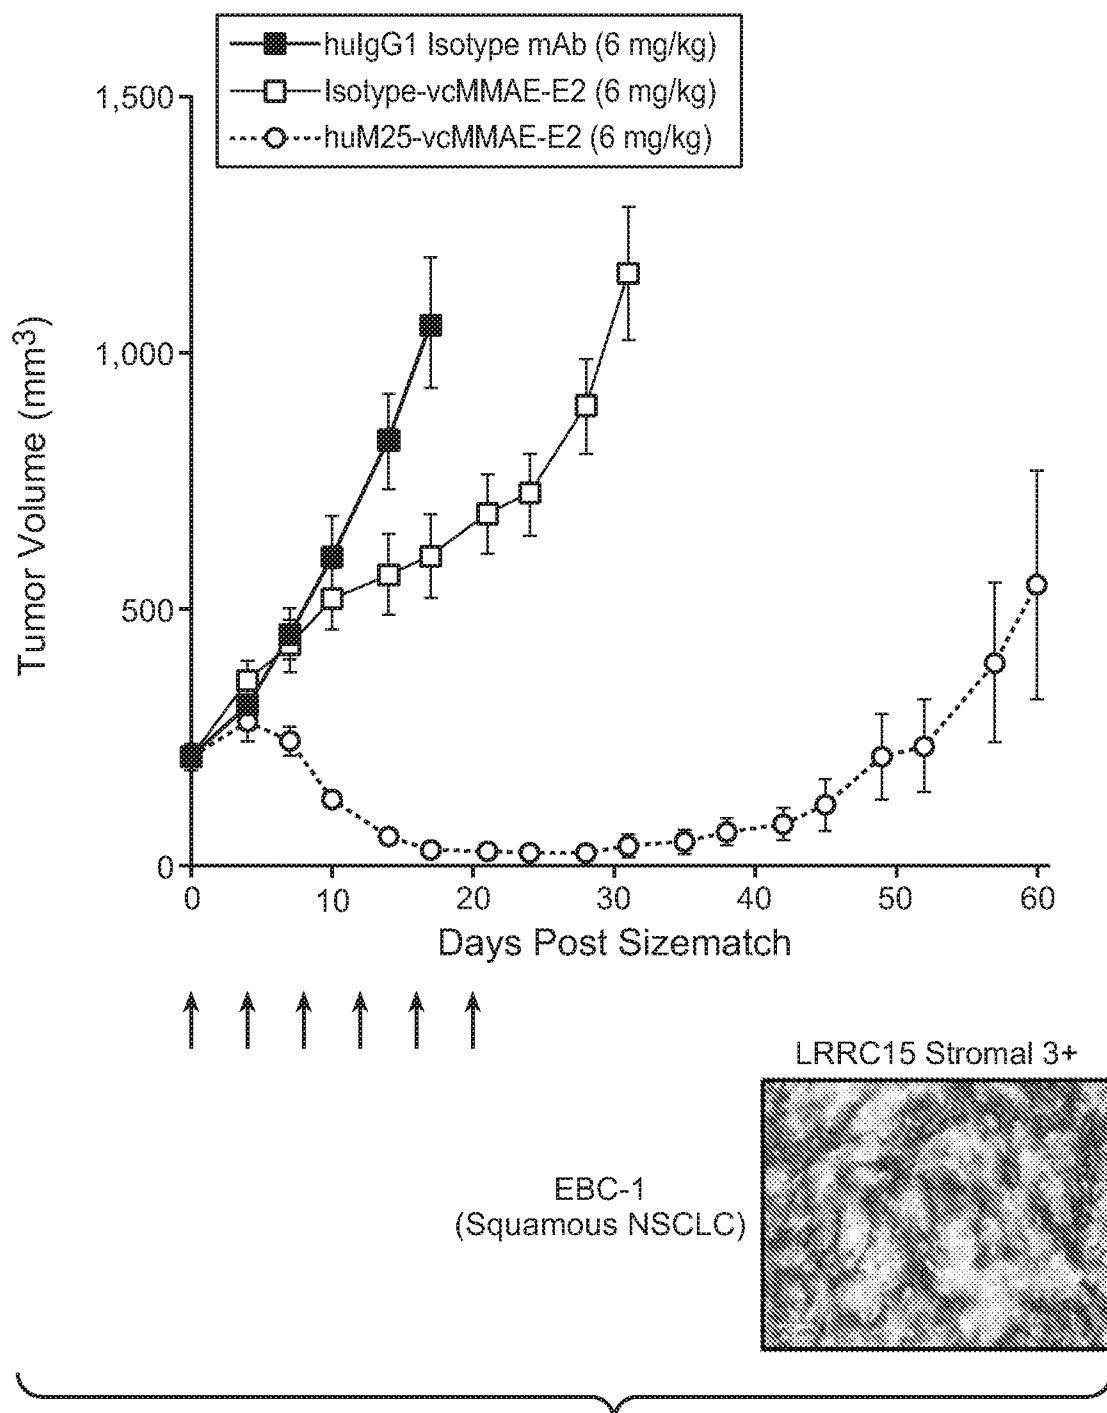 huIgG1 Isotype mAb (6 mg/kg)
Isotype-vcMMAE-E2 (6 mg/kg)
huM25-vcMMAE-E2 (6 mg/kg)
1,500
1,000
500
0
Tumor Volume (mm³)
0 10 20 30 40 50 60
Days Post Sizematch
LRRC15 Stromal 3+
EBC-1
(Squamous NSCLC)